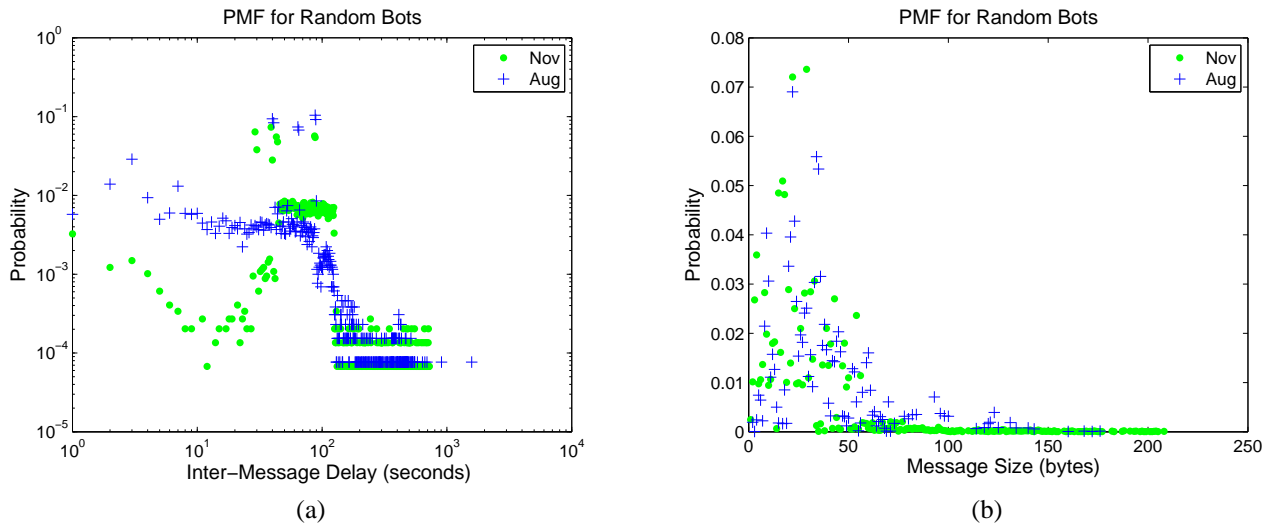 PMF for Random Bots
10^0
10^−1
10^−2
10^−3
10^−4
10^−5
Probability
10^0 10^1 10^2 10^3 10^4
Inter−Message Delay (seconds)
Nov
Aug
(a)
PMF for Random Bots
0.08
0.07
0.06
0.05
0.04
0.03
0.02
0.01
0
Probability
0 50 100 150 200 250
Message Size (bytes)
Nov
Aug
(b)